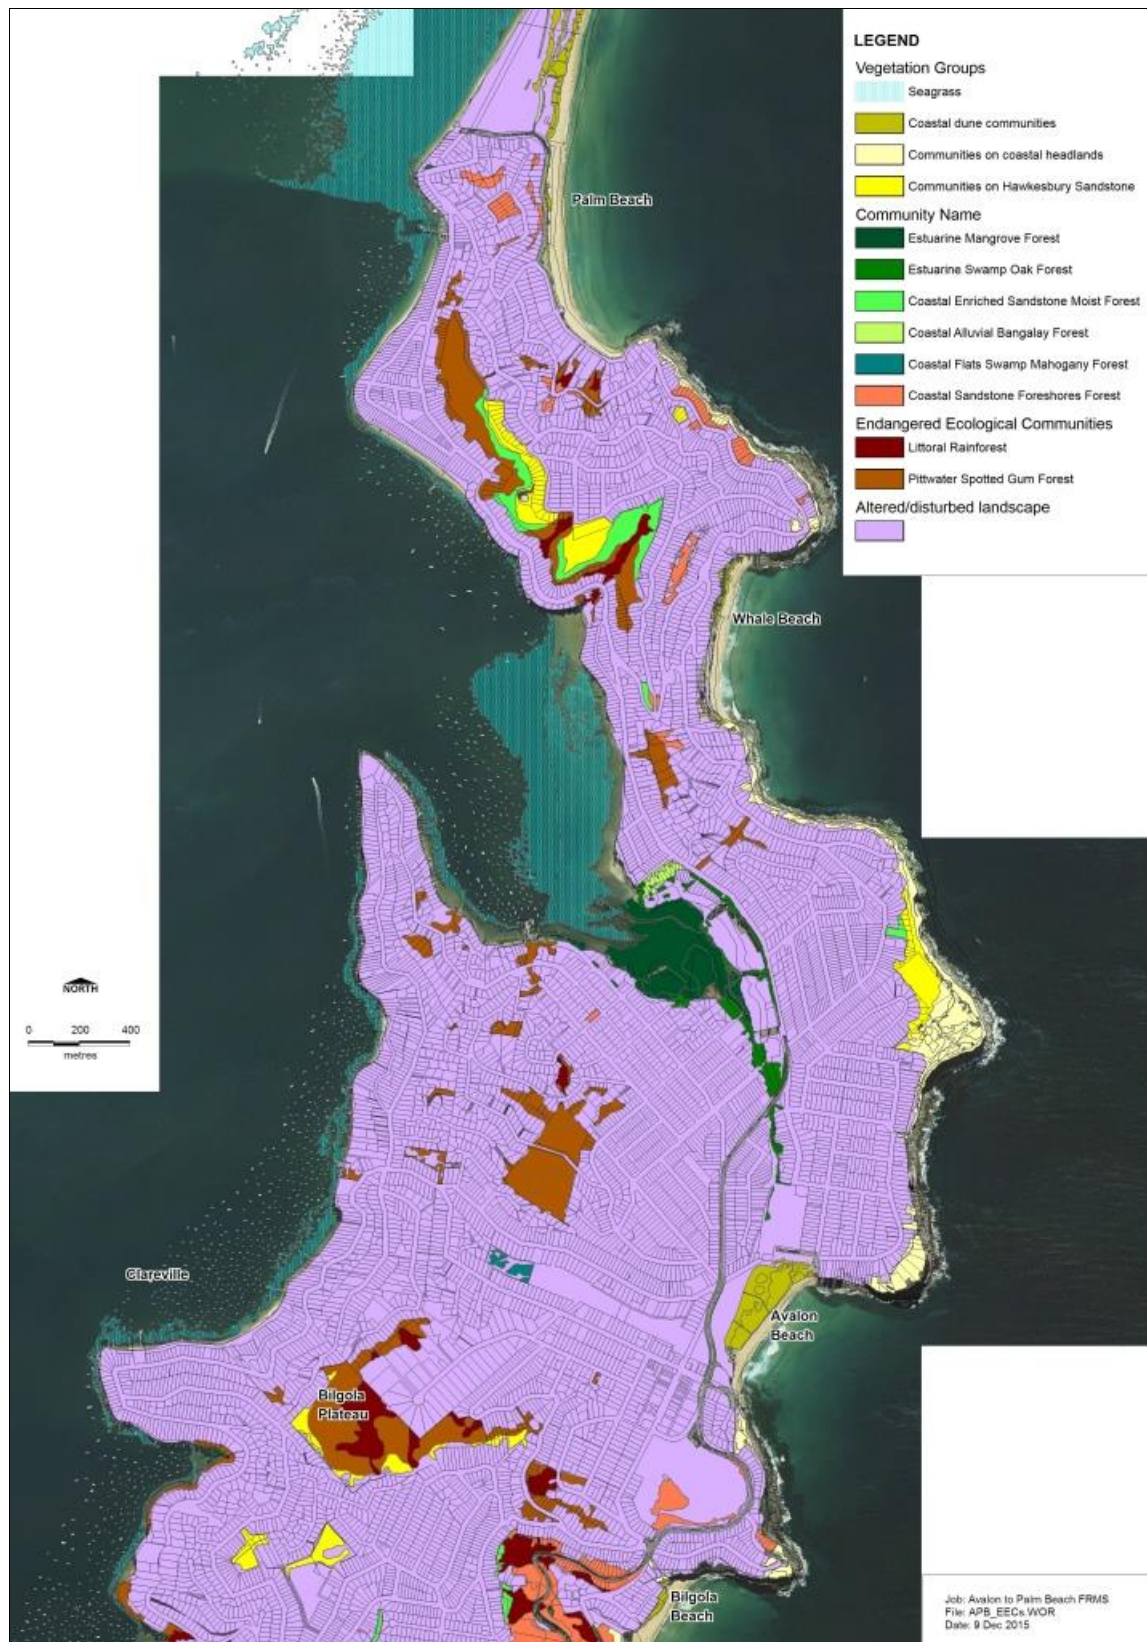 LEGEND
Vegetation Groups
Seagrass
Coastal dune communities
Communities on coastal headlands
Communities on Hawkesbury Sandstone
Community Name
Estuarine Mangrove Forest
Estuarine Swamp Oak Forest
Coastal Enriched Sandstone Moist Forest
Coastal Alluvial Bangalay Forest
Coastal Flats Swamp Mahogany Forest
Coastal Sandstone Foreshores Forest
Endangered Ecological Communities
Littoral Rainforest
Pittwater Spotted Gum Forest
Altered/disturbed landscape
Palm Beach
Whale Beach
NORTH
0 200 400
metres
Clareville
Avalon
Beach
Bilgola
Plateau
Bilgola
Beach
Job: Avalon to Palm Beach FRMS
File: APB_EECs.WOR
Date: 9 Dec 2015